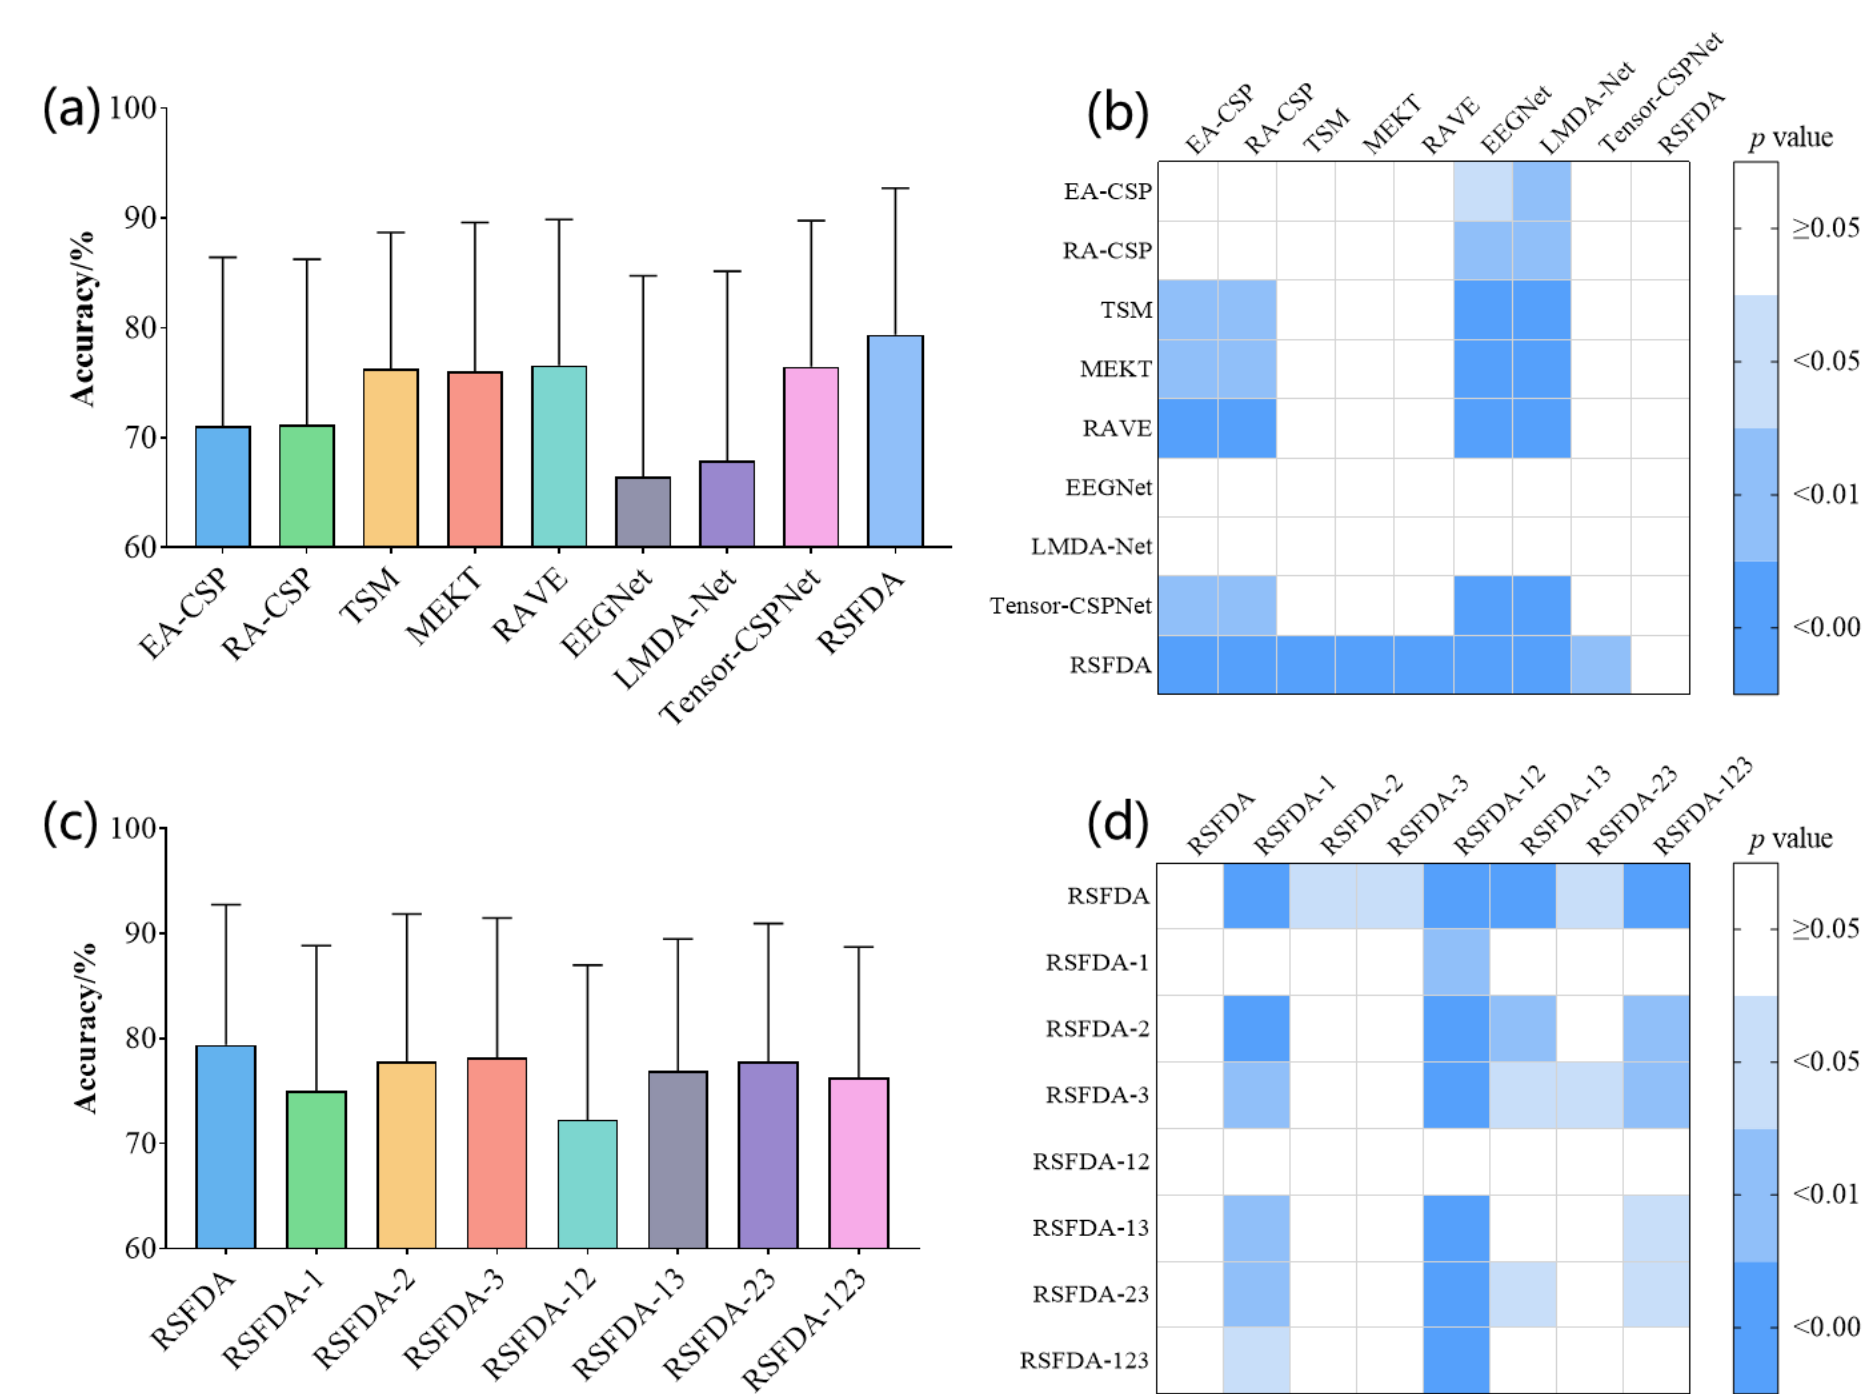 (a)
100
90
80
70
60
Accuracy/%
EA-CSP
RA-CSP
TSM
MEKT
RAVE
EEGNet
LMDA-Net
Tensor-CSPNet
RSFDA
(b)
EA-CSP
RA-CSP
TSM
MEKT
RAVE
EEGNet
LMDA-Net
Tensor-CSPNet
RSFDA
EA-CSP
RA-CSP
TSM
MEKT
RAVE
EEGNet
LMDA-Net
Tensor-CSPNet
RSFDA
p value
≥0.05
<0.05
<0.01
<0.00
(c)
100
90
80
70
60
Accuracy/%
RSFDA
RSFDA-1
RSFDA-2
RSFDA-3
RSFDA-12
RSFDA-13
RSFDA-23
RSFDA-123
(d)
RSFDA
RSFDA-1
RSFDA-2
RSFDA-3
RSFDA-12
RSFDA-13
RSFDA-23
RSFDA-123
RSFDA
RSFDA-1
RSFDA-2
RSFDA-3
RSFDA-12
RSFDA-13
RSFDA-23
RSFDA-123
p value
≥0.05
<0.05
<0.01
<0.00